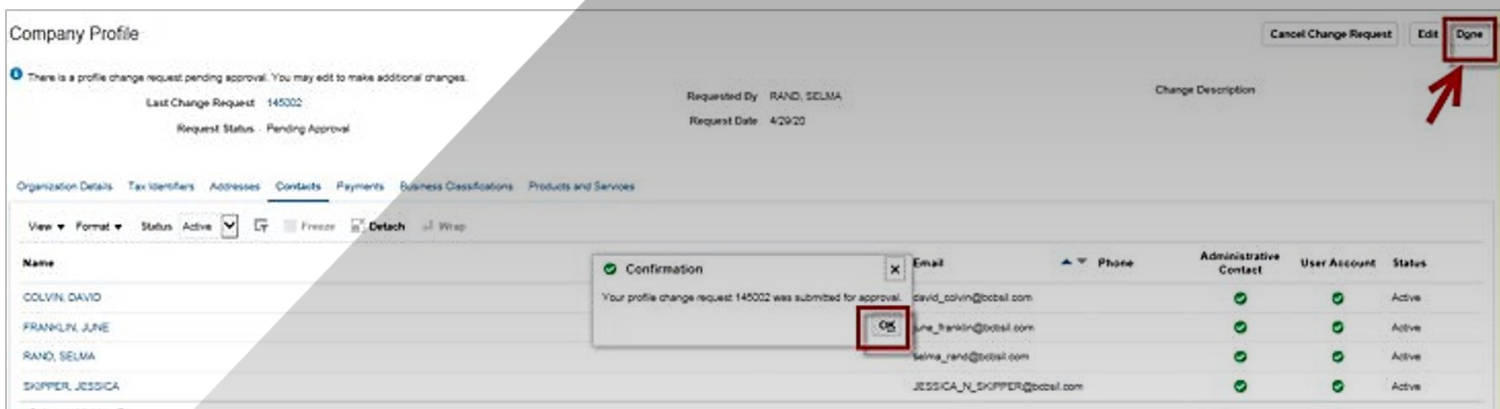 Company Profile
Cancel Change Request Edit Done
There is a profile change request pending approval. You may edit to make additional changes.
Last Change Request 145002 Requested By RAND, SELMA Change Description
Request Status Pending Approval Request Date 4/29/20
Organization Details Tax Identifiers Addresses Contacts Payments Business Classifications Products and Services
View Format Status Active Freeze Detach Wrap
Name Email Phone Administrative Contact User Account Status
Confirmation
Your profile change request 145002 was submitted for approval.
OK
COLVIN, DAVID david_colvin@bcbsil.com Active
FRANKLIN, JUNE june_franklin@bcbsil.com Active
RAND, SELMA selma_rand@bcbsil.com Active
SKIPPER, JESSICA JESSICA_N_SKIPPER@bcbsil.com Active